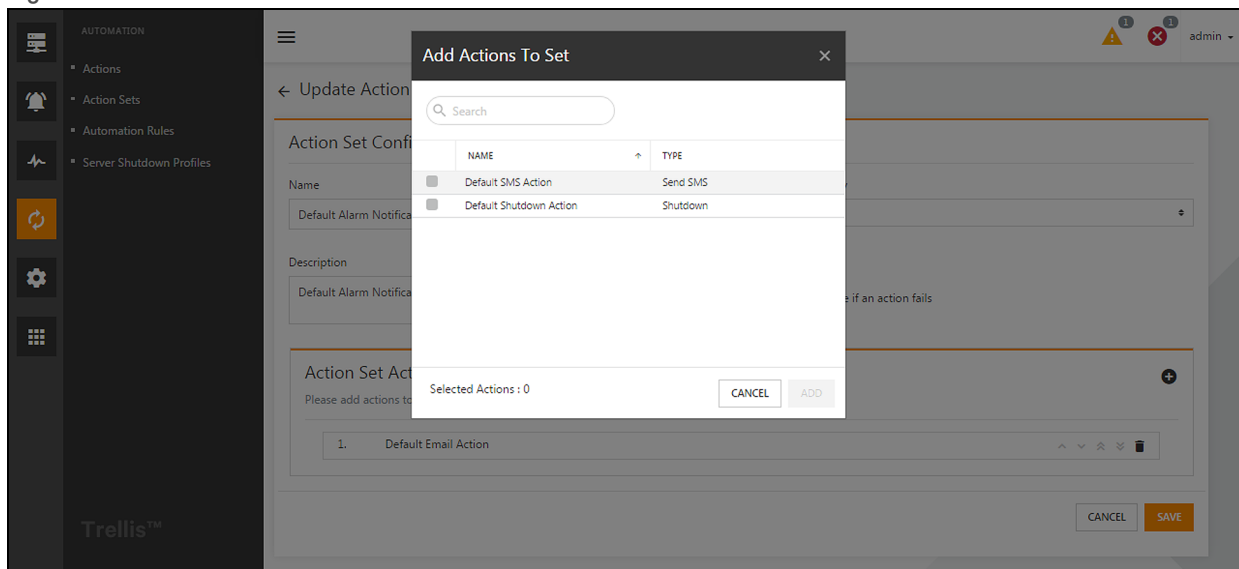 AUTOMATION
Actions
Action Sets
Automation Rules
Server Shutdown Profiles
Trellis™
1
1
admin
Update Action
Action Set Confi
Name
Default Alarm Notifica
Description
Default Alarm Notifica
e if an action fails
Action Set Act
Please add actions to
1. Default Email Action
CANCEL SAVE
Add Actions To Set
Search
NAME TYPE
Default SMS Action Send SMS
Default Shutdown Action Shutdown
Selected Actions : 0
CANCEL ADD